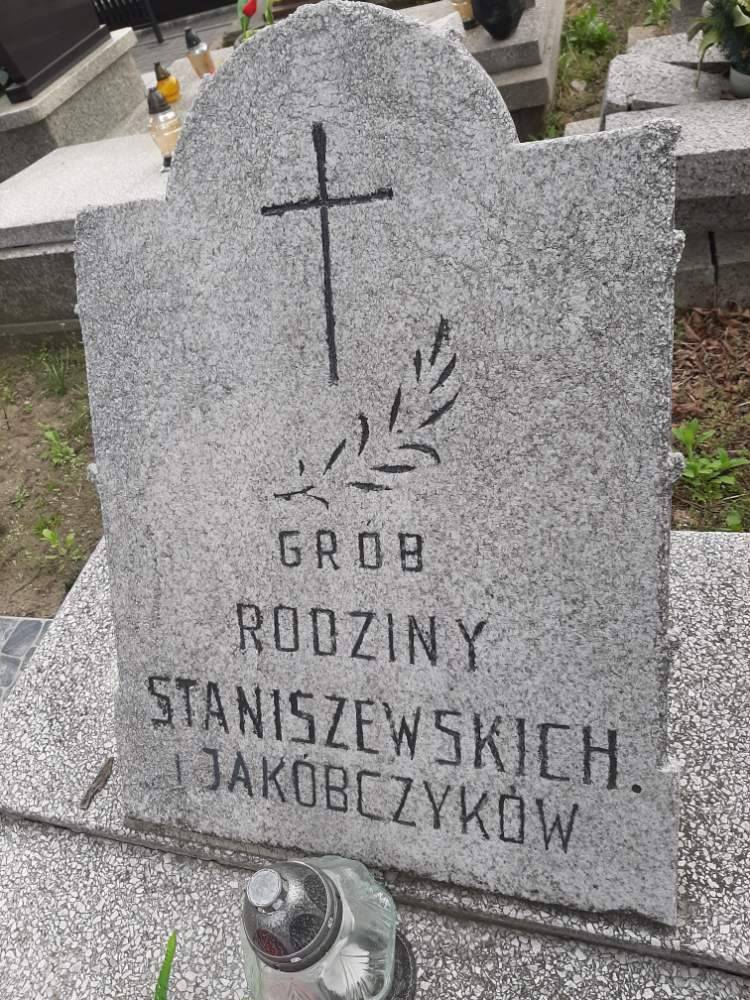 GRÓB
RODZINY
STANISZEWSKICH.
i JAKÓBCZYKÓW